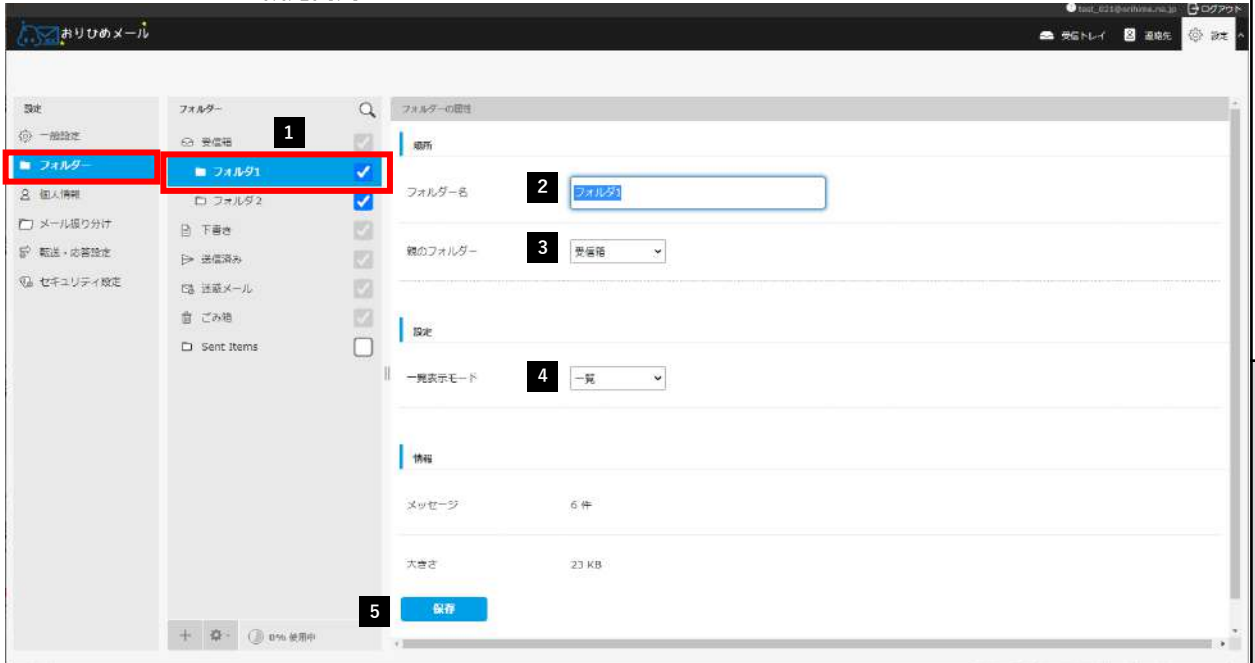 ログアウト
おりひめメール
受信トレイ
連絡先
設定
設定
一般設定
フォルダー
個人情報
メール振り分け
転送・応答設定
セキュリティ設定
フォルダー
1
受信箱
フォルダ1
フォルダ2
下書き
送信済み
迷惑メール
ごみ箱
Sent Items
0% 使用中
フォルダーの属性
場所
フォルダー名
2
フォルダ1
親のフォルダー
3
受信箱
設定
一覧表示モード
4
一覧
情報
メッセージ
6 件
大きさ
23 KB
5
保存